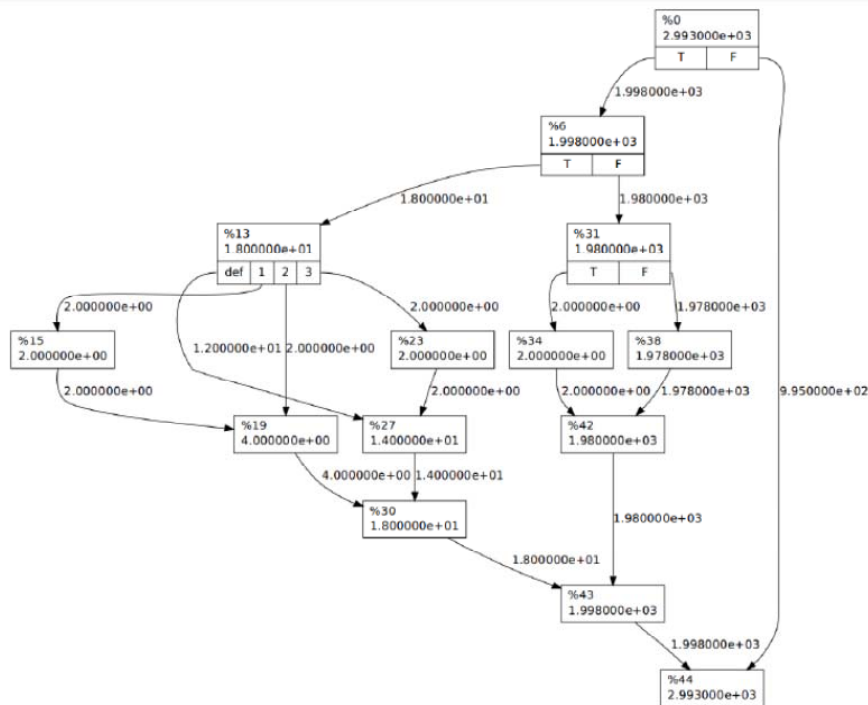 %0
2.993000e+03
T F
1.998000e+03
%6
1.998000e+03
T F
1.800000e+01
1.980000e+03
%13
1.800000e+01
def 1 2 3
%31
1.980000e+03
T F
2.000000e+00
1.200000e+01
2.000000e+00
2.000000e+00
2.000000e+00
1.978000e+03
%15
2.000000e+00
%23
2.000000e+00
%34
2.000000e+00
%38
1.978000e+03
2.000000e+00
2.000000e+00
2.000000e+00
1.978000e+03
9.950000e+02
%19
4.000000e+00
%27
1.400000e+01
%42
1.980000e+03
4.000000e+00
1.400000e+01
%30
1.800000e+01
1.980000e+03
1.800000e+01
%43
1.998000e+03
1.998000e+03
%44
2.993000e+03